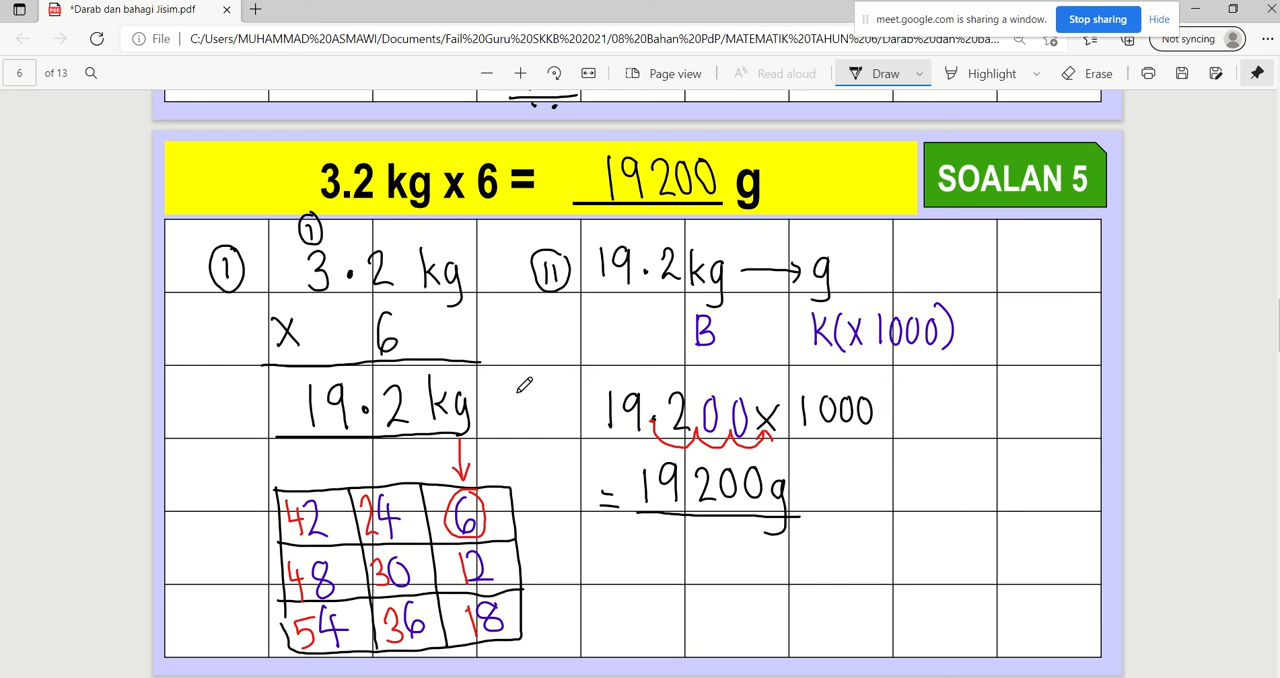 *Darab dan bahagi Jisim.pdf
meet.google.com is sharing a window.
Stop sharing
Hide
File
C:/Users/MUHAMMAD%20ASMAWI/Documents/Fail%20Guru%20SKKB%202021/08%20Bahan%20PdP/MATEMATIK%20TAHUN%206/Darab%20dan%20ba...
Not syncing
6 of 13
Page view
Read aloud
Draw
Highlight
Erase
3.2 kg x 6 = 19200 g
SOALAN 5
I
1
3.2 kg
x 6
19.2 kg
42 24 6
48 30 12
54 36 18
II
19.2 kg → g
B K(x 1000)
19.200 x 1000
= 19200g